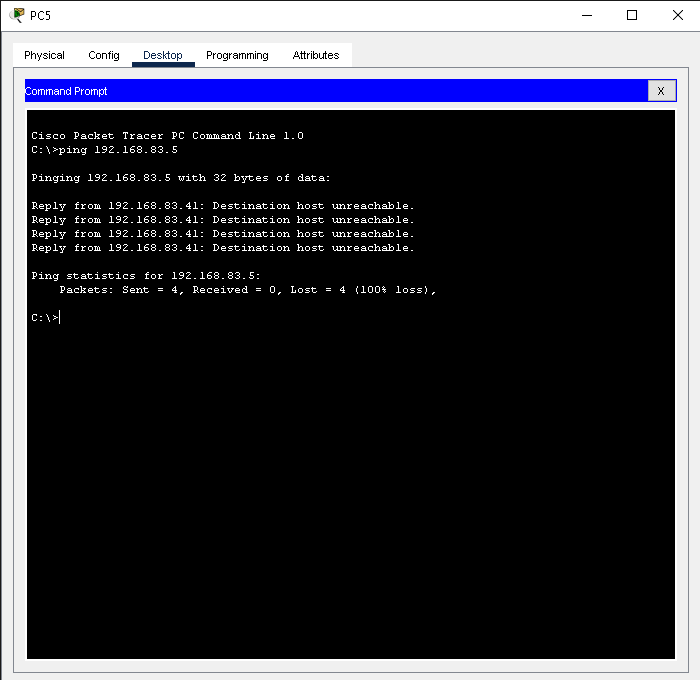 PC5
Physical Config Desktop Programming Attributes
Command Prompt
X
Cisco Packet Tracer PC Command Line 1.0
C:\>ping 192.168.83.5
Pinging 192.168.83.5 with 32 bytes of data:
Reply from 192.168.83.41: Destination host unreachable.
Reply from 192.168.83.41: Destination host unreachable.
Reply from 192.168.83.41: Destination host unreachable.
Reply from 192.168.83.41: Destination host unreachable.
Ping statistics for 192.168.83.5:
Packets: Sent = 4, Received = 0, Lost = 4 (100% loss),
C:\>